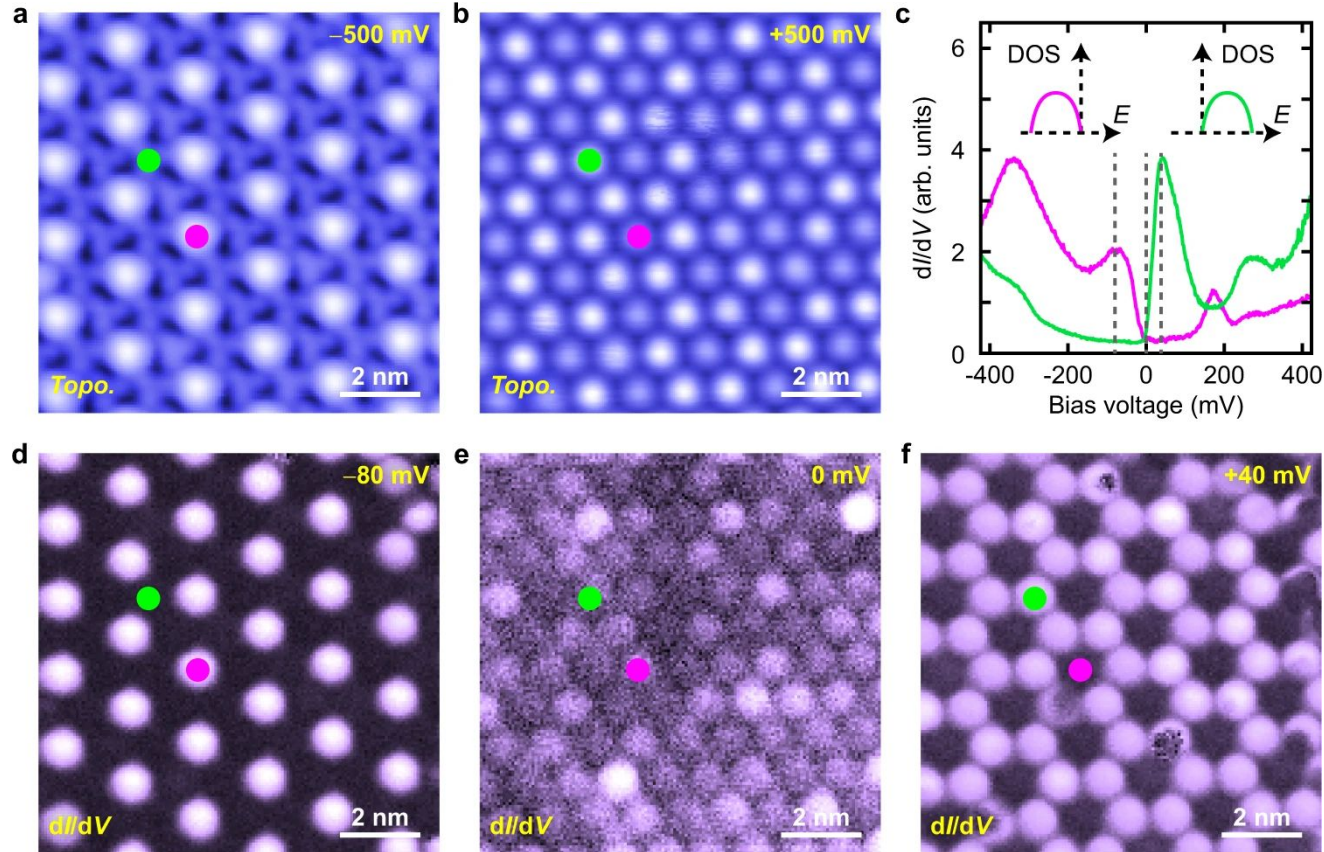 a
−500 mV
Topo.
2 nm
b
+500 mV
Topo.
2 nm
c
6
4
2
0
dI/dV (arb. units)
DOS
E
DOS
E
-400 -200 0 200 400
Bias voltage (mV)
d
−80 mV
dI/dV
2 nm
e
0 mV
dI/dV
2 nm
f
+40 mV
dI/dV
2 nm